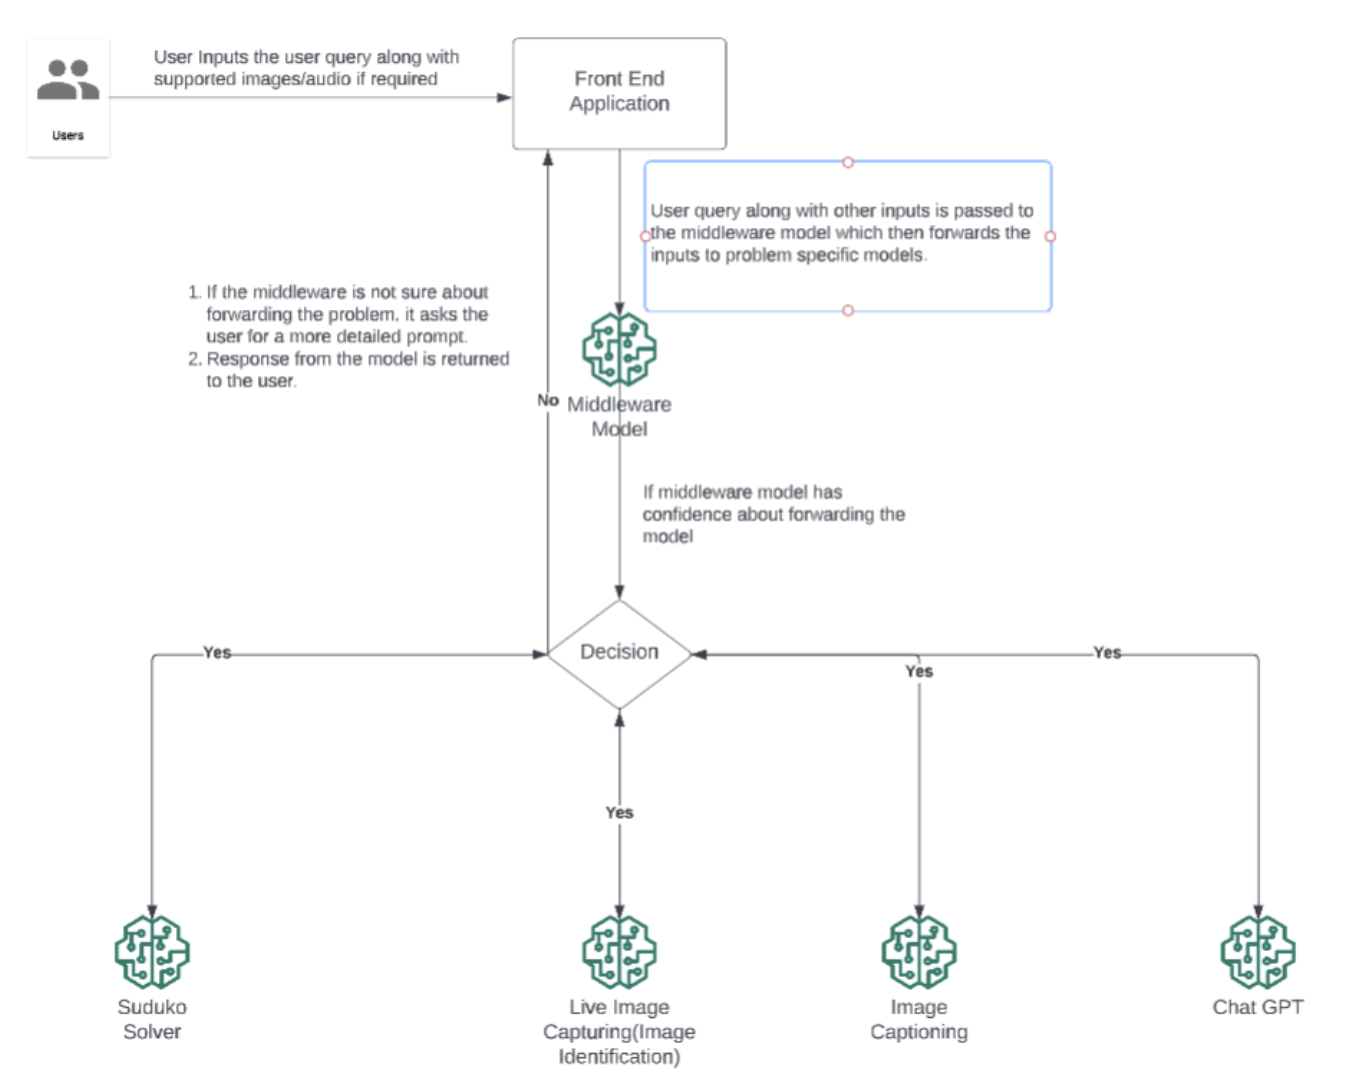 User Inputs the user query along with
supported images/audio if required
Users
Front End
Application
User query along with other inputs is passed to
the middleware model which then forwards the
inputs to problem specific models.
1. If the middleware is not sure about
forwarding the problem, it asks the
user for a more detailed prompt.
2. Response from the model is returned
to the user.
No
Middleware
Model
If middleware model has
confidence about forwarding the
model
Decision
Yes
Yes
Yes
Yes
Suduko
Solver
Live Image
Capturing(Image
Identification)
Image
Captioning
Chat GPT